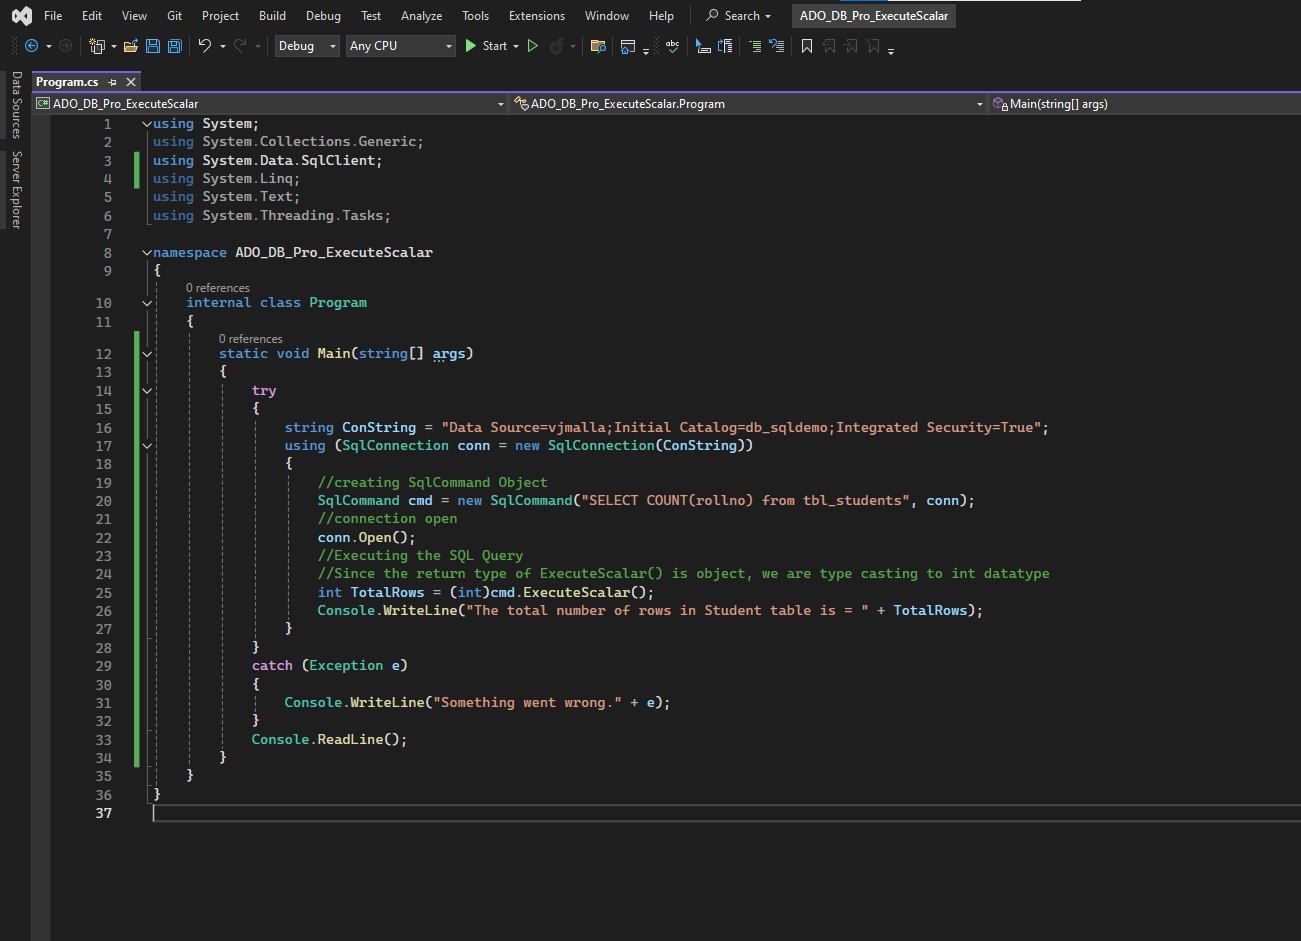 File Edit View Git Project Build Debug Test Analyze Tools Extensions Window Help Search ADO_DB_Pro_ExecuteScalar
Debug Any CPU Start abc
Data Sources
Server Explorer
Program.cs
C# ADO_DB_Pro_ExecuteScalar ADO_DB_Pro_ExecuteScalar.Program Main(string[] args)
1 using System;
2 using System.Collections.Generic;
3 using System.Data.SqlClient;
4 using System.Linq;
5 using System.Text;
6 using System.Threading.Tasks;
7
8 namespace ADO_DB_Pro_ExecuteScalar
9 {
0 references
10 internal class Program
11 {
0 references
12 static void Main(string[] args)
13 {
14 try
15 {
16 string ConString = "Data Source=vjmalla;Initial Catalog=db_sqldemo;Integrated Security=True";
17 using (SqlConnection conn = new SqlConnection(ConString))
18 {
19 //creating SqlCommand Object
20 SqlCommand cmd = new SqlCommand("SELECT COUNT(rollno) from tbl_students", conn);
21 //connection open
22 conn.Open();
23 //Executing the SQL Query
24 //Since the return type of ExecuteScalar() is object, we are type casting to int datatype
25 int TotalRows = (int)cmd.ExecuteScalar();
26 Console.WriteLine("The total number of rows in Student table is = " + TotalRows);
27 }
28 }
29 catch (Exception e)
30 {
31 Console.WriteLine("Something went wrong." + e);
32 }
33 Console.ReadLine();
34 }
35 }
36 }
37